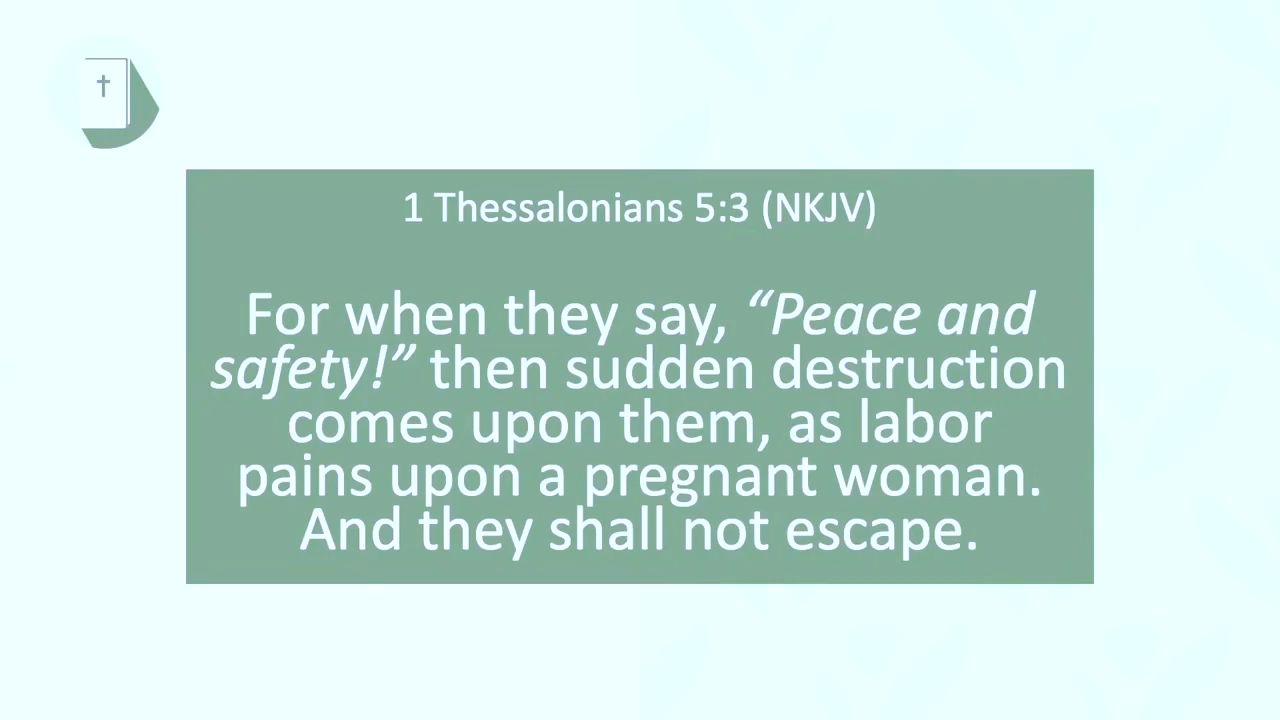 1 Thessalonians 5:3 (NKJV)
For when they say, “Peace and
safety!” then sudden destruction
comes upon them, as labor
pains upon a pregnant woman.
And they shall not escape.